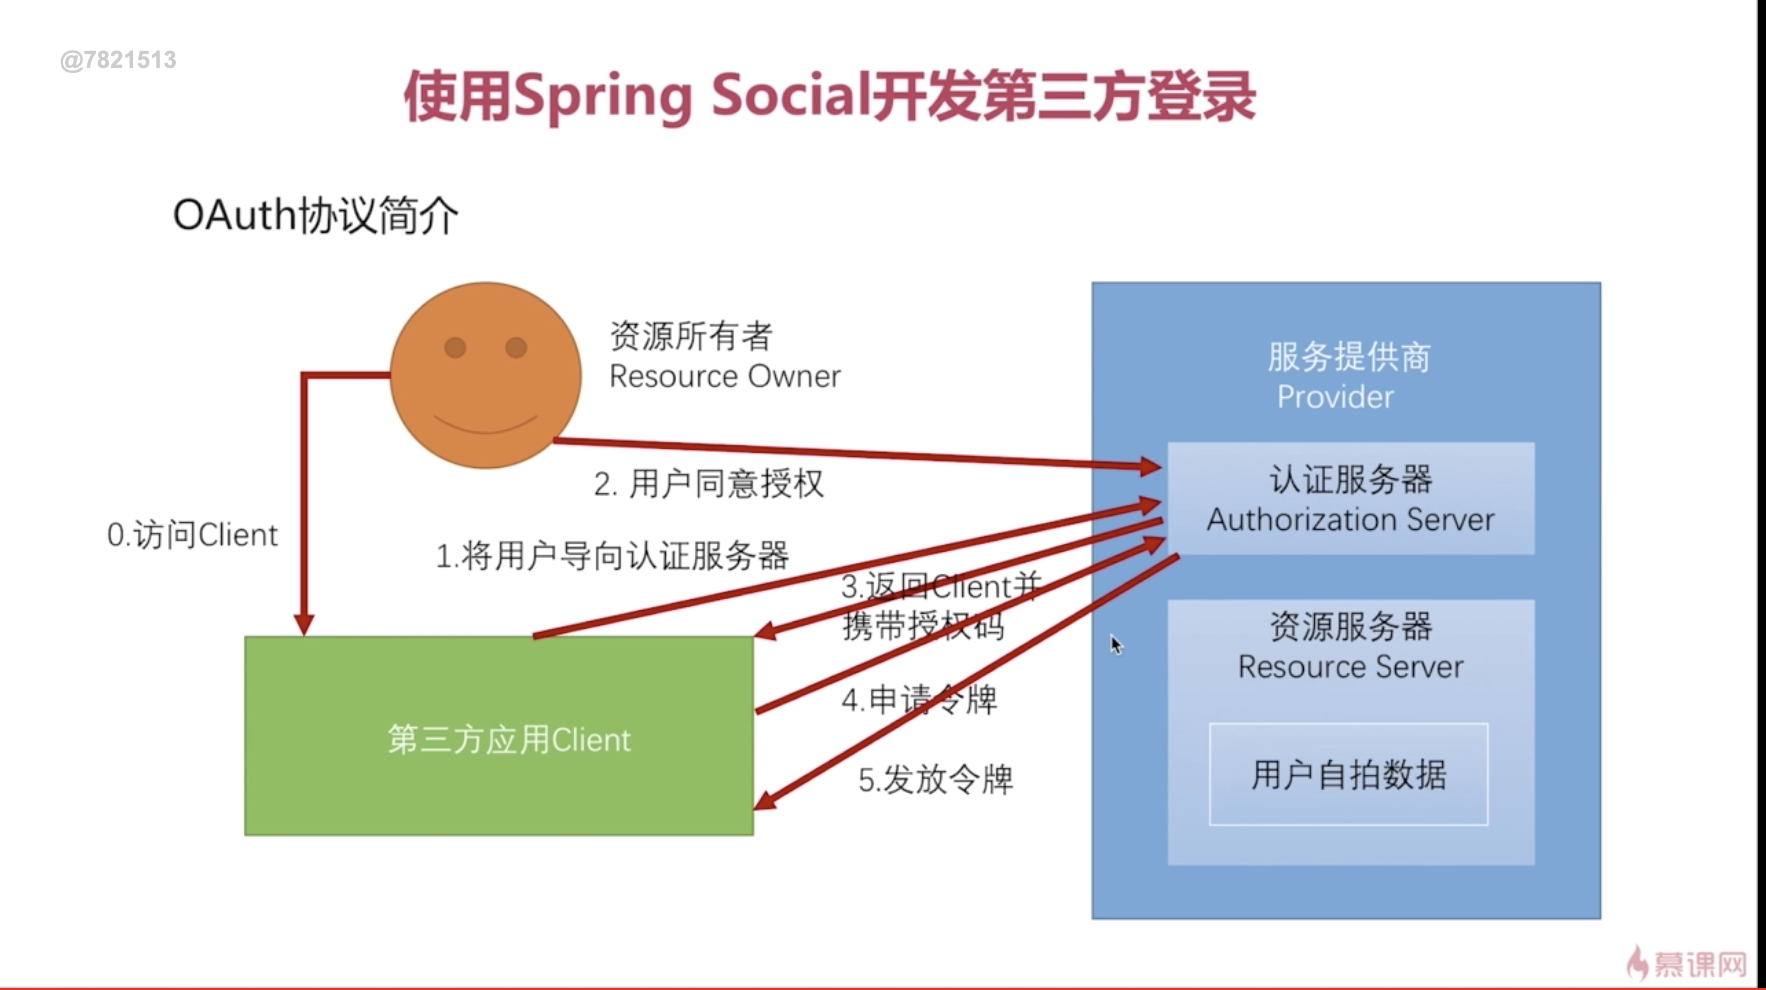 @7821513
使用Spring Social开发第三方登录
OAuth协议简介
资源所有者
Resource Owner
服务提供商
Provider
2. 用户同意授权
认证服务器
Authorization Server
0.访问Client
1.将用户导向认证服务器
3.返回Client并
携带授权码
资源服务器
Resource Server
4.申请令牌
第三方应用Client
5.发放令牌
用户自拍数据
慕课网